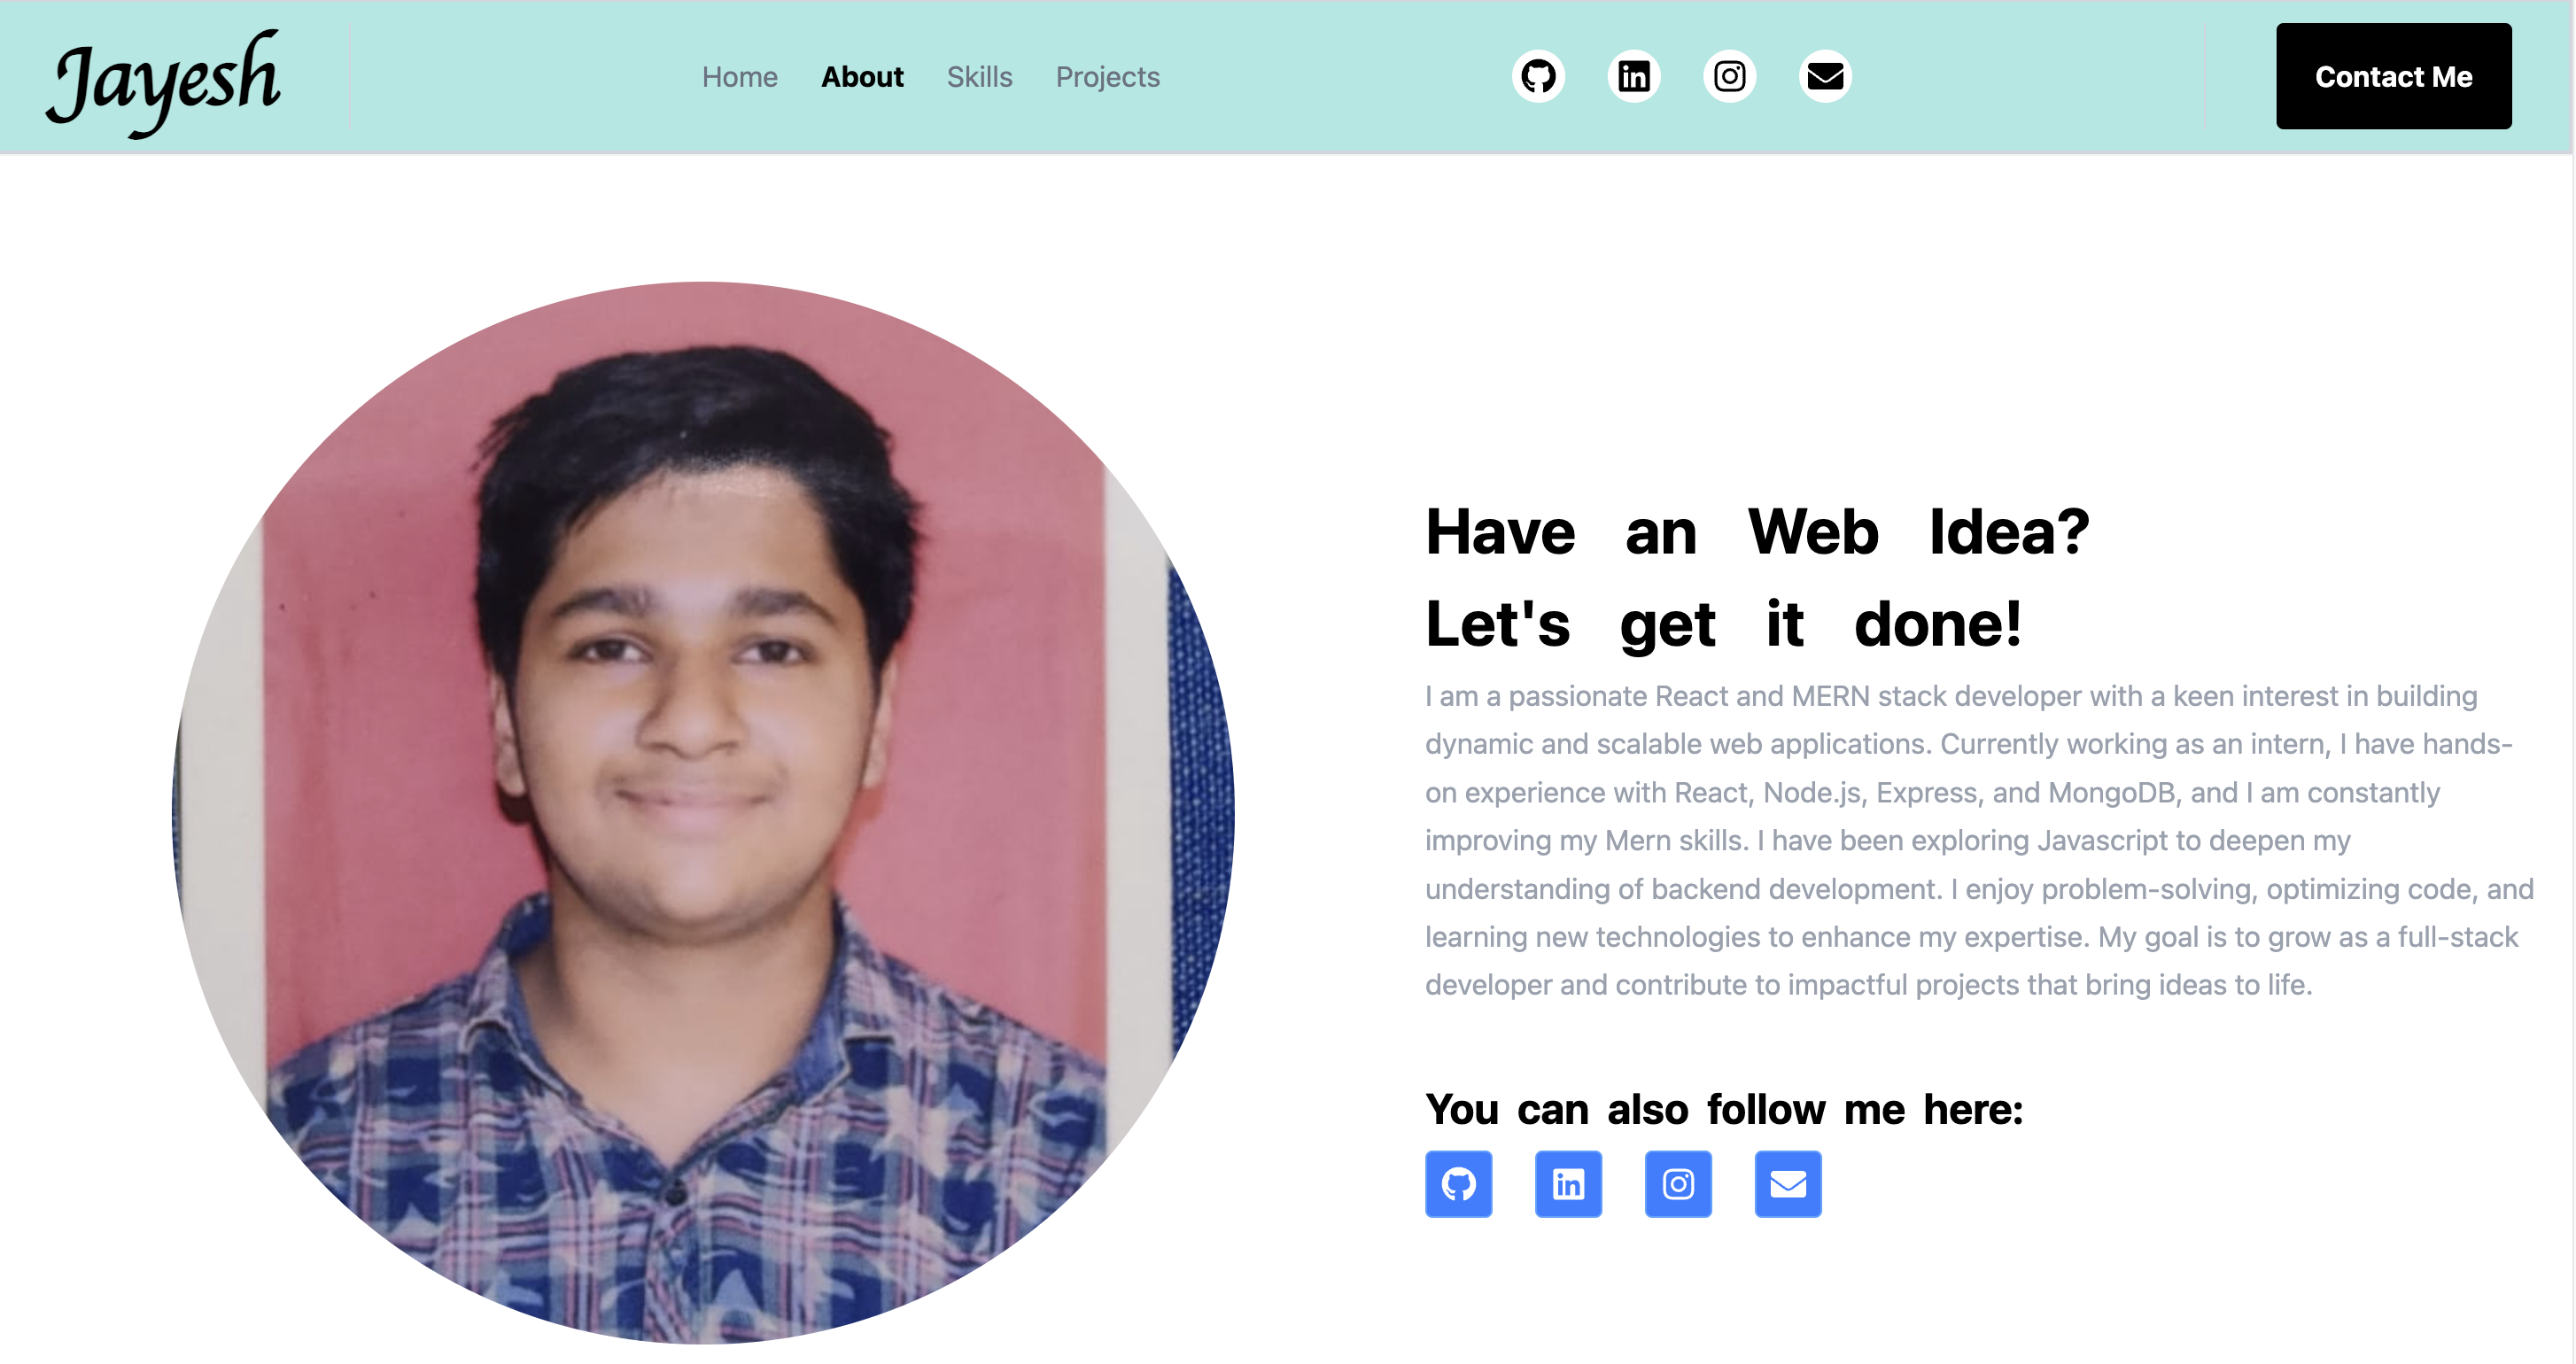 Jayesh
Home About Skills Projects
Contact Me
Have an Web Idea?
Let's get it done!
I am a passionate React and MERN stack developer with a keen interest in building
dynamic and scalable web applications. Currently working as an intern, I have hands-
on experience with React, Node.js, Express, and MongoDB, and I am constantly
improving my Mern skills. I have been exploring Javascript to deepen my
understanding of backend development. I enjoy problem-solving, optimizing code, and
learning new technologies to enhance my expertise. My goal is to grow as a full-stack
developer and contribute to impactful projects that bring ideas to life.
You can also follow me here: